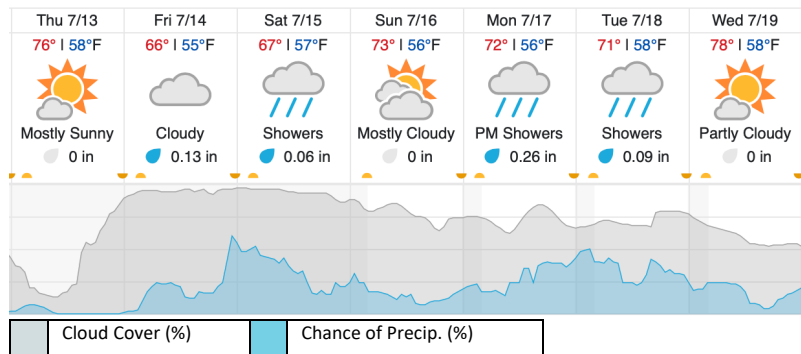 Thu 7/13 Fri 7/14 Sat 7/15 Sun 7/16 Mon 7/17 Tue 7/18 Wed 7/19
76° | 58°F 66° | 55°F 67° | 57°F 73° | 56°F 72° | 56°F 71° | 58°F 78° | 58°F
Mostly Sunny Cloudy Showers Mostly Cloudy PM Showers Showers Partly Cloudy
0 in 0.13 in 0.06 in 0 in 0.26 in 0.09 in 0 in
Cloud Cover (%) Chance of Precip. (%)